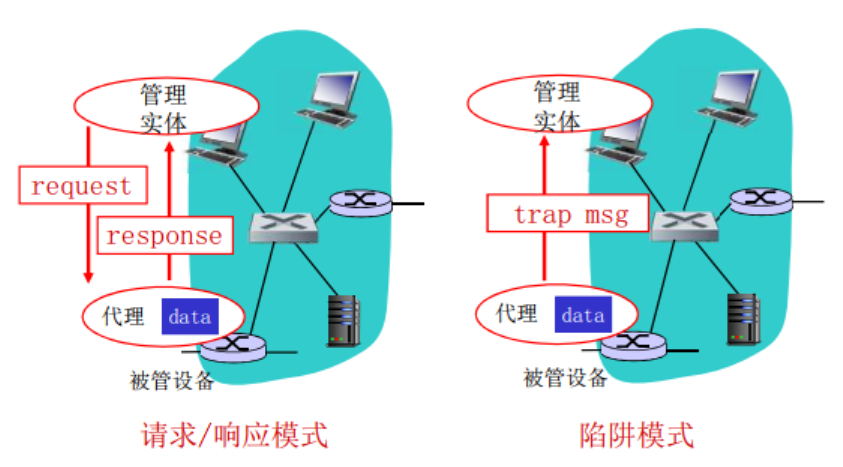 管理
实体
request
response
代理 data
被管设备
请求/响应模式
管理
实体
trap msg
代理 data
被管设备
陷阱模式